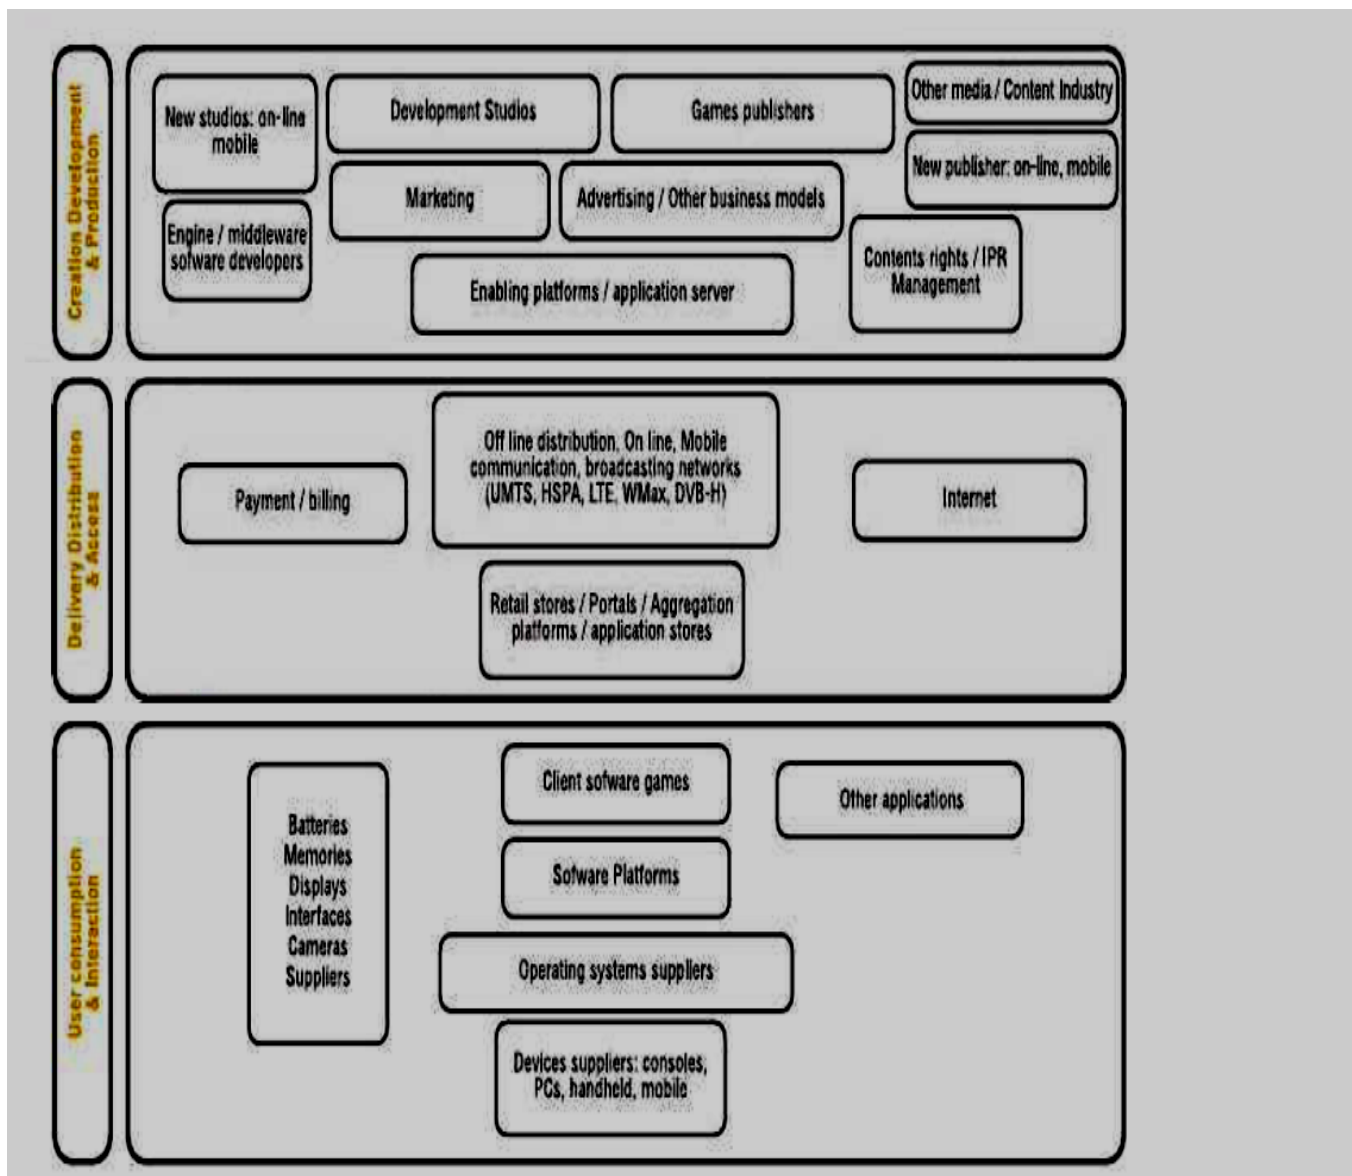 Creation Development
& Production
New studios: on-line
mobile
Development Studios
Games publishers
Other media / Content Industry
New publisher: on-line, mobile
Marketing
Advertising / Other business models
Engine / middleware
sofware developers
Contents rights / IPR
Management
Enabling platforms / application server
Delivery Distribution
& Access
Payment / billing
Off line distribution, On line, Mobile
communication, broadcasting networks
(UMTS, HSPA, LTE, WMax, DVB-H)
Internet
Retail stores / Portals / Aggregation
platforms / application stores
User consumption
& Interaction
Batteries
Memories
Displays
Interfaces
Cameras
Suppliers
Client sofware games
Other applications
Sofware Platforms
Operating systems suppliers
Devices suppliers: consoles,
PCs, handheld, mobile